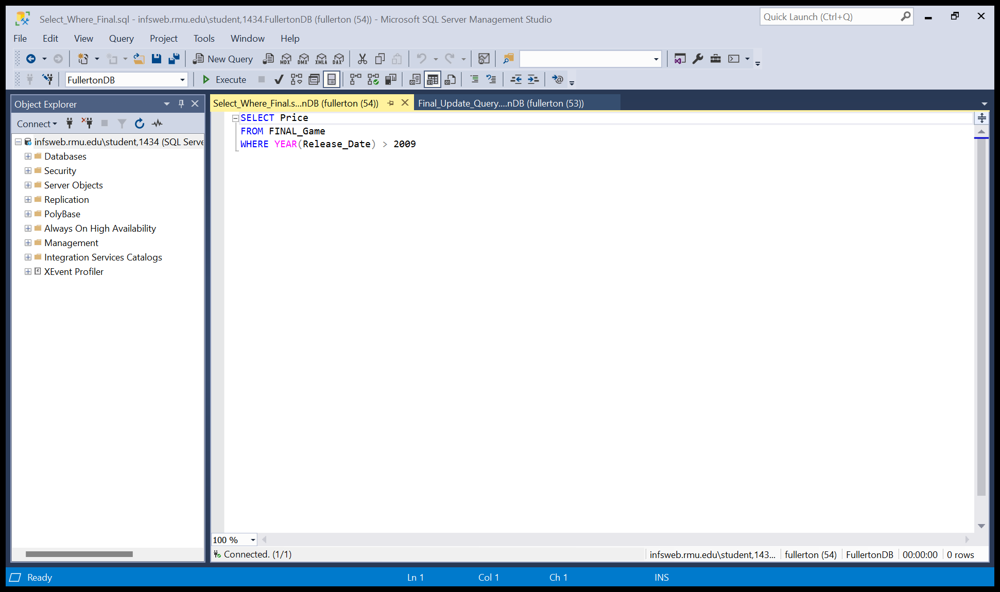 Select_Where_Final.sql - infsweb.rmu.edu\student,1434.FullertonDB (fullerton (54)) - Microsoft SQL Server Management Studio
Quick Launch (Ctrl+Q)
File Edit View Query Project Tools Window Help
New Query MDX DMX XMLA DAX
FullertonDB Execute
Object Explorer
Select_Where_Final.s...nDB (fullerton (54)) Final_Update_Query....nDB (fullerton (53))
Connect
infsweb.rmu.edu\student,1434 (SQL Serve
Databases
Security
Server Objects
Replication
PolyBase
Always On High Availability
Management
Integration Services Catalogs
XEvent Profiler
SELECT Price
FROM FINAL_Game
WHERE YEAR(Release_Date) > 2009
100 %
Connected. (1/1) infsweb.rmu.edu\student,143... fullerton (54) FullertonDB 00:00:00 0 rows
Ready Ln 1 Col 1 Ch 1 INS